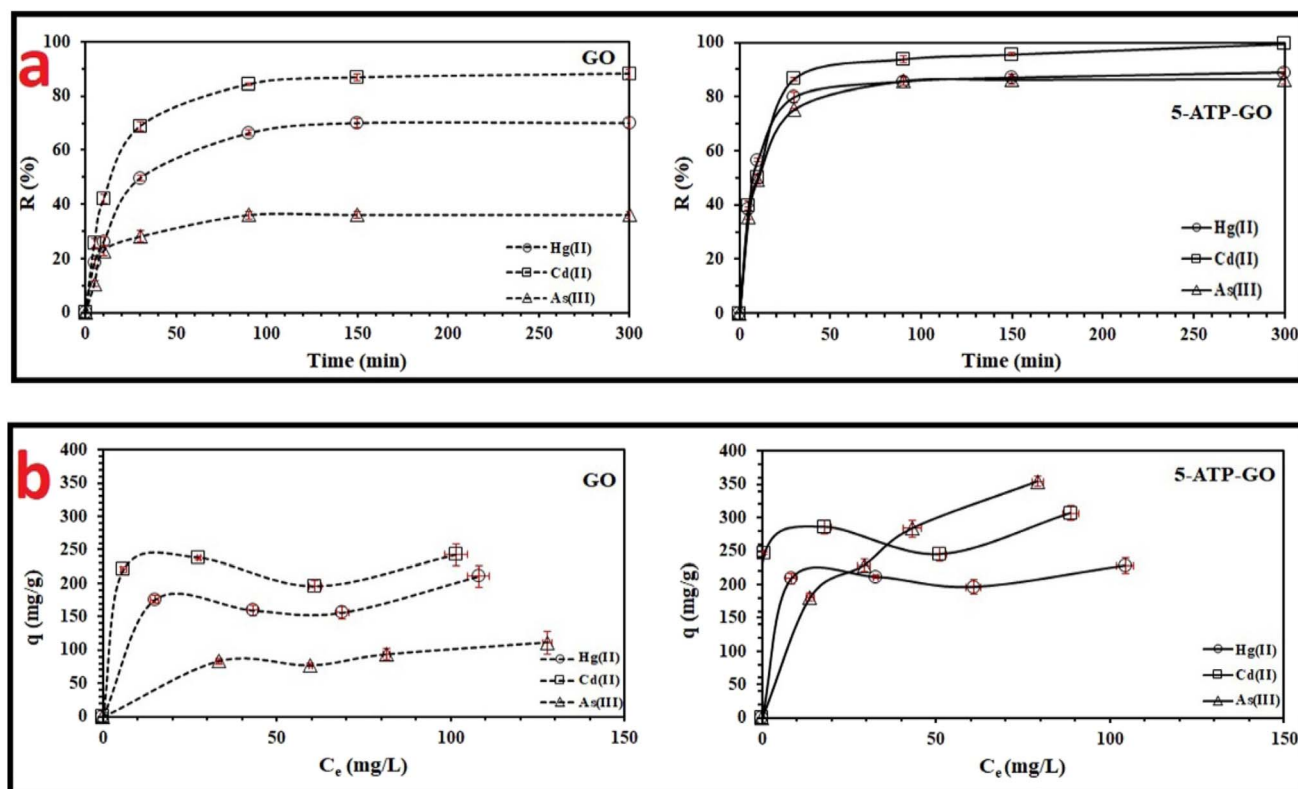 a
GO
100
80
60
40
20
0
R (%)
Hg(II)
Cd(II)
As(III)
0 50 100 150 200 250 300
Time (min)
5-ATP-GO
100
80
60
40
20
0
R (%)
Hg(II)
Cd(II)
As(III)
0 50 100 150 200 250 300
Time (min)
b
GO
400
350
300
250
200
150
100
50
0
q (mg/g)
Hg(II)
Cd(II)
As(III)
0 50 100 150
Ce (mg/L)
5-ATP-GO
400
350
300
250
200
150
100
50
0
q (mg/g)
Hg(II)
Cd(II)
As(III)
0 50 100 150
Ce (mg/L)